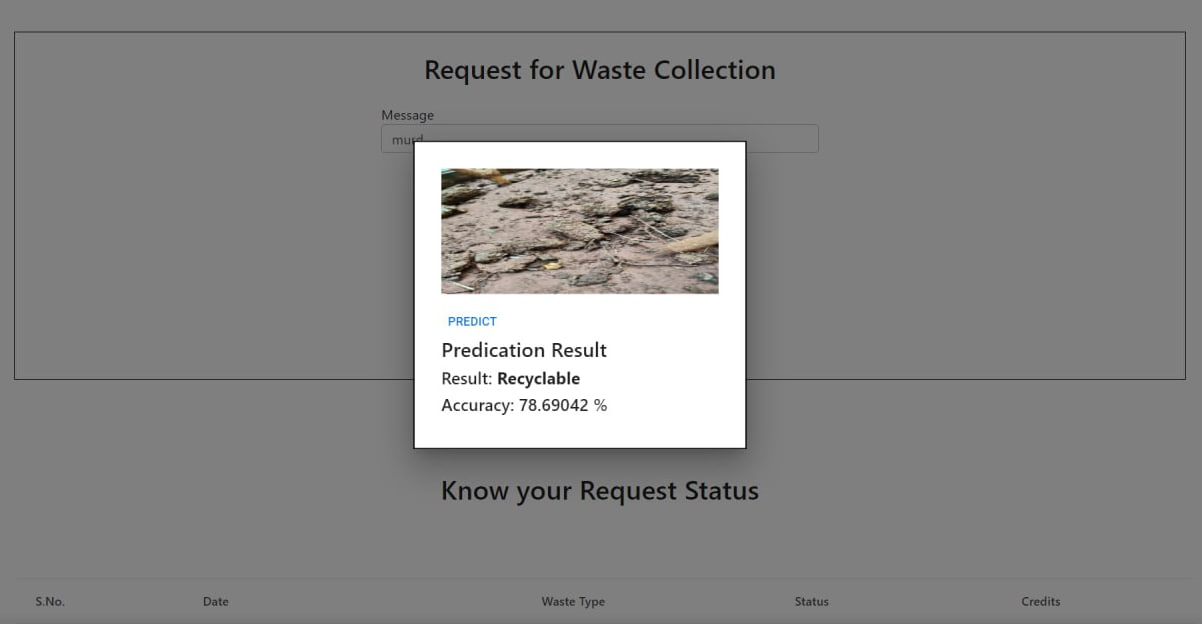 Request for Waste Collection
Message
murd
PREDICT
Predication Result
Result: Recyclable
Accuracy: 78.69042 %
Know your Request Status
S.No. Date Waste Type Status Credits